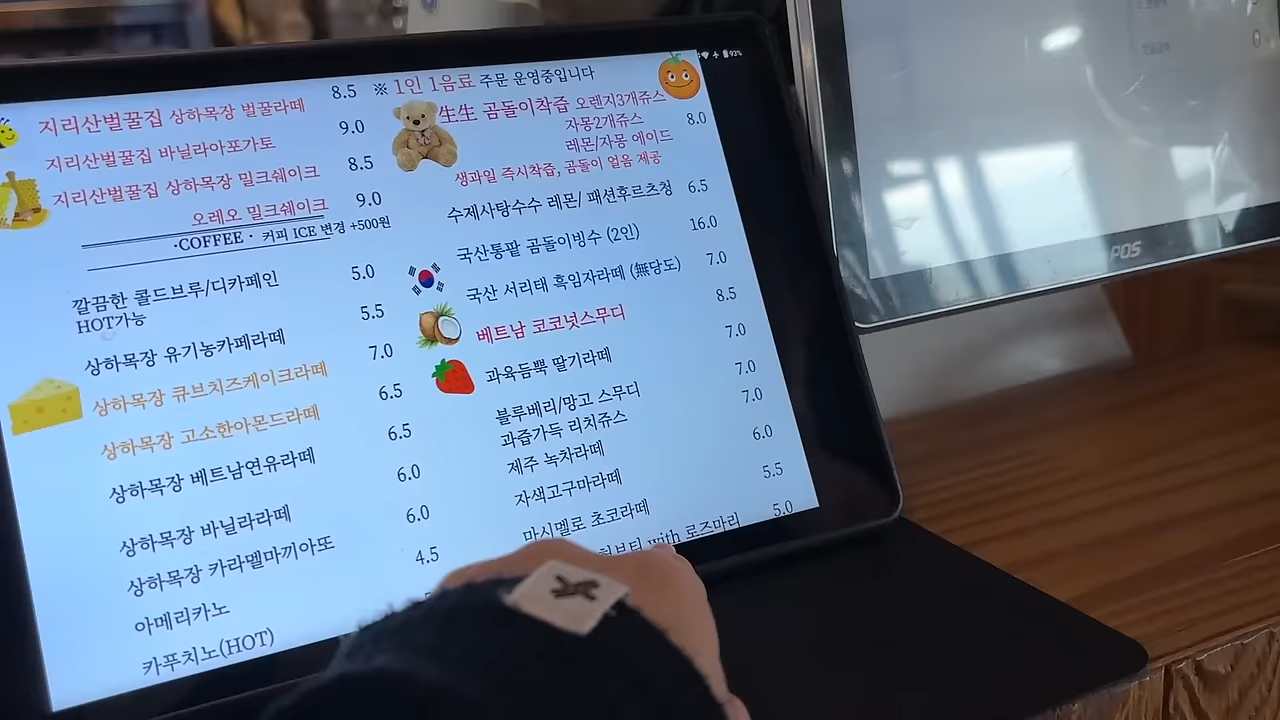 지리산벌꿀집 상하목장 벌꿀라떼 8.5
지리산벌꿀집 바닐라아포가토 9.0
지리산벌꿀집 상하목장 밀크쉐이크 8.5
오레오 밀크쉐이크 9.0
·COFFEE · 커피 ICE 변경 +500원
깔끔한 콜드브루/디카페인 5.0
HOT가능
상하목장 유기농카페라떼 5.5
상하목장 큐브치즈케이크라떼 7.0
상하목장 고소한아몬드라떼 6.5
상하목장 베트남연유라떼 6.5
상하목장 바닐라라떼 6.0
상하목장 카라멜마끼아또 6.0
아메리카노 4.5
카푸치노(HOT)
※ 1인 1음료 주문 운영중입니다
生生 곰돌이착즙 오렌지3개쥬스
자몽2개쥬스 8.0
레몬/자몽 에이드
생과일 즉시착즙, 곰돌이 얼음 제공
수제사탕수수 레몬/ 패션후르츠청 6.5
국산통팥 곰돌이빙수 (2인) 16.0
국산 서리태 흑임자라떼 (無당도) 7.0
베트남 코코넛스무디 8.5
과육듬뿍 딸기라떼 7.0
블루베리/망고 스무디 7.0
과즙가득 리치쥬스 7.0
제주 녹차라떼 6.0
자색고구마라떼 5.5
마시멜로 초코라떼 5.0
허브티 with 로즈마리
93%
POS